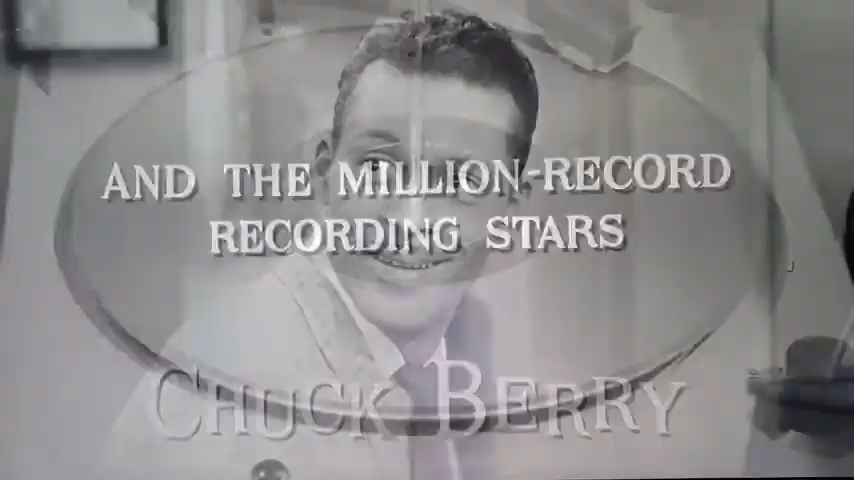 AND THE MILLION-RECORD
RECORDING STARS
CHUCK BERRY